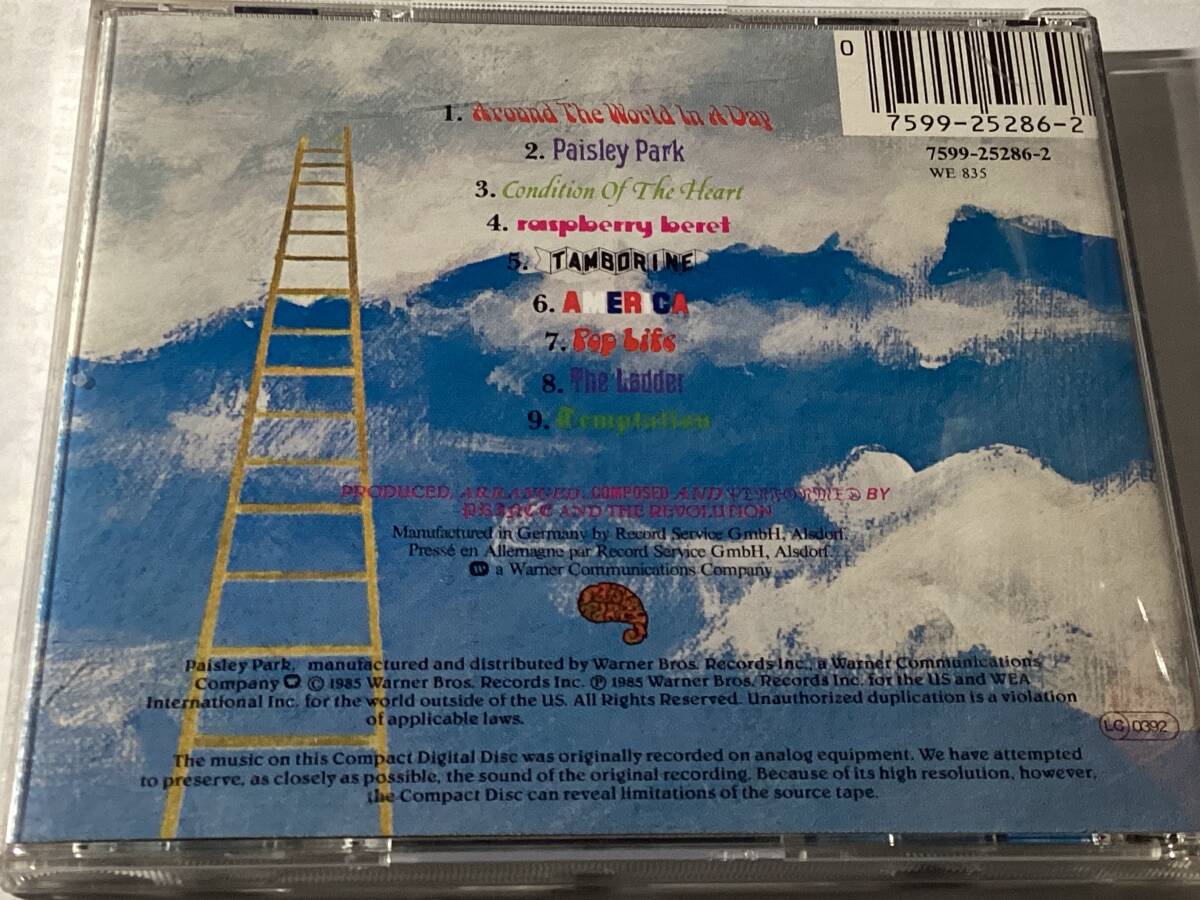 0
7599-25286-2
7599-25286-2
WE 835
1. Around The World In A Day
2. Paisley Park
3. Condition Of The Heart
4. raspberry beret
5. TAMBORINE
6. AMERICA
7. Pop Life
8. The Ladder
9. Temptation
PRODUCED, ARRANGED, COMPOSED AND PERFORMED BY
PRINCE AND THE REVOLUTION
Manufactured in Germany by Record Service GmbH, Alsdorf.
Pressé en Allemagne par Record Service GmbH, Alsdorf.
a Warner Communications Company
Paisley Park, manufactured and distributed by Warner Bros. Records Inc., a Warner Communications
Company © 1985 Warner Bros. Records Inc. ℗ 1985 Warner Bros. Records Inc. for the US and WEA
International Inc. for the world outside of the US. All Rights Reserved. Unauthorized duplication is a violation
of applicable laws.
LC 0392
The music on this Compact Digital Disc was originally recorded on analog equipment. We have attempted
to preserve, as closely as possible, the sound of the original recording. Because of its high resolution, however,
the Compact Disc can reveal limitations of the source tape.